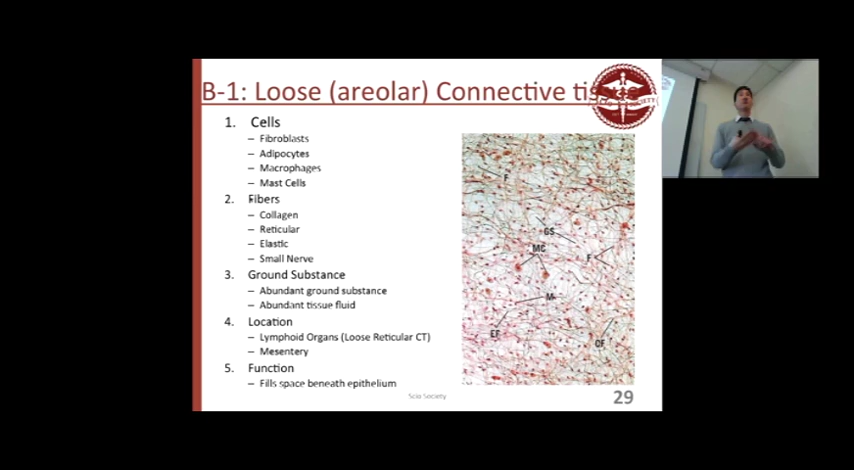 B-1: Loose (areolar) Connective
1. Cells
– Fibroblasts
– Adipocytes
– Macrophages
– Mast Cells
2. Fibers
– Collagen
– Reticular
– Elastic
– Small Nerve
3. Ground Substance
– Abundant ground substance
– Abundant tissue fluid
4. Location
– Lymphoid Organs (Loose Reticular CT)
– Mesentery
5. Function
– Fills space beneath epithelium
F
GS
MC
F
M
EF
CF
Scio Society
29